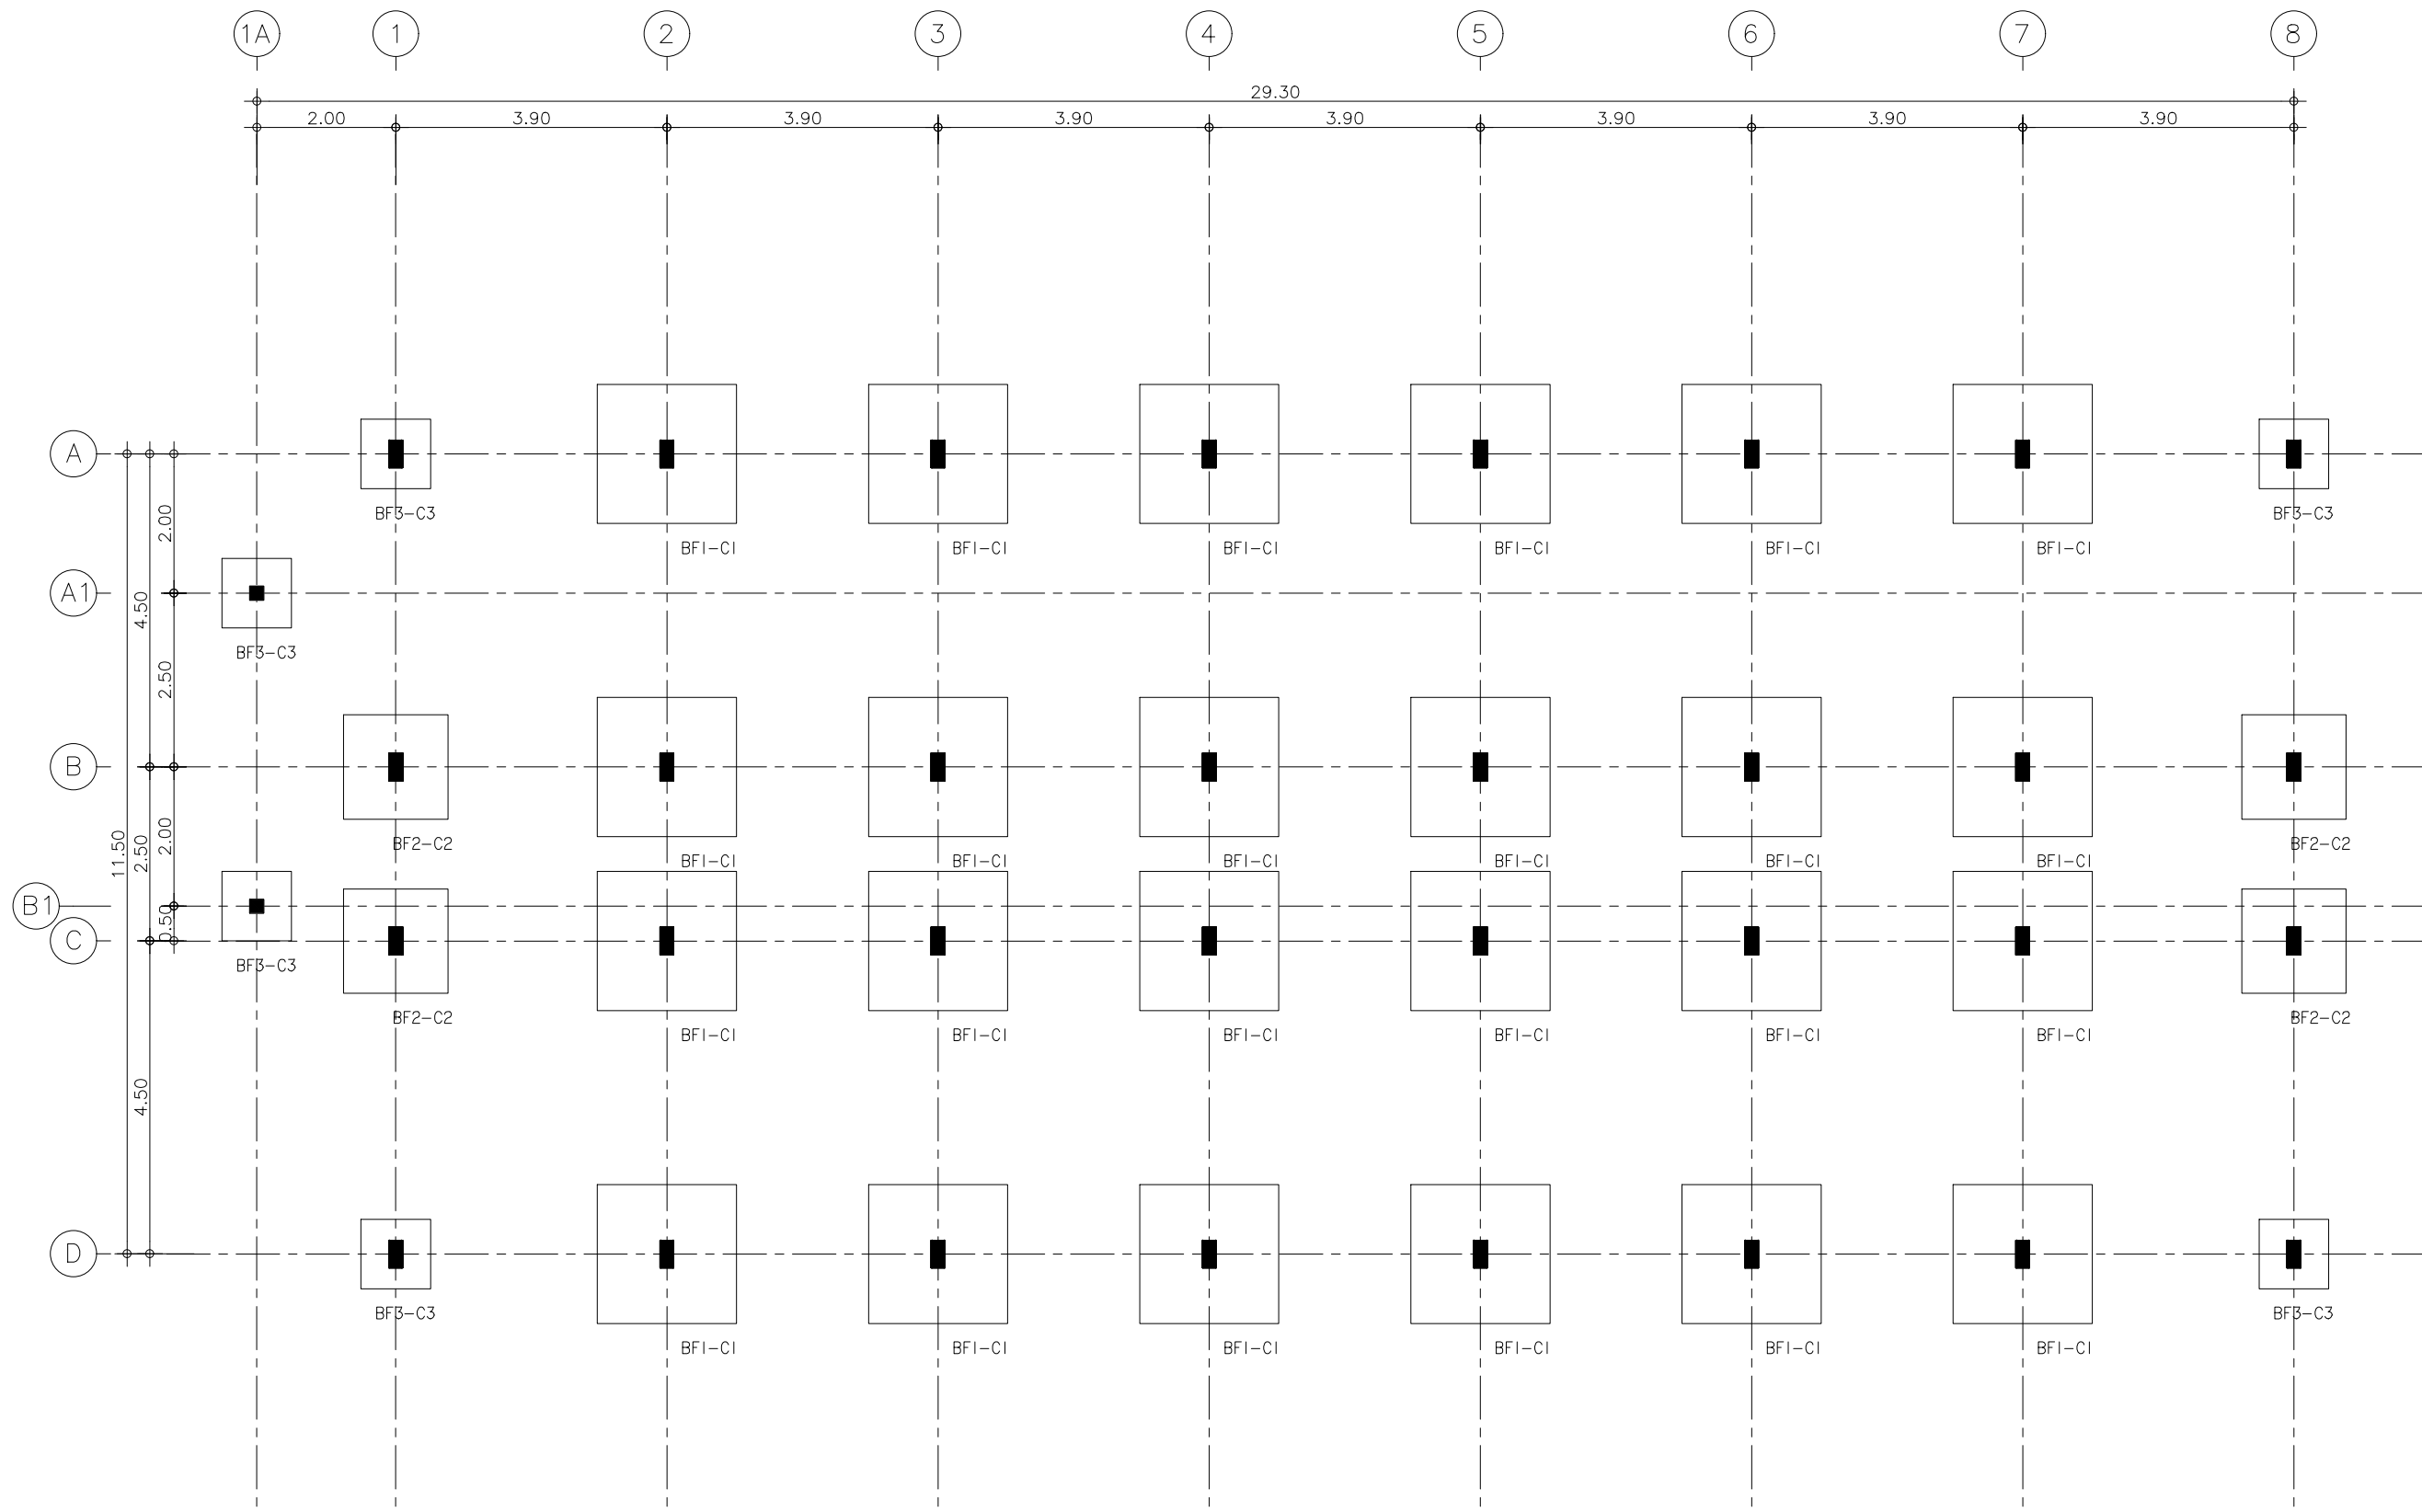 1A 1 2 3 4 5 6 7 8
29.30
2.00 3.90 3.90 3.90 3.90 3.90 3.90 3.90
A
BF3-C3 BF3-C3
2.00
BF1-C1 BF1-C1 BF1-C1 BF1-C1 BF1-C1 BF1-C1
A1
4.50
BF3-C3
2.50
B
11.50 2.50 2.00
BF2-C2 BF2-C2
BF1-C1 BF1-C1 BF1-C1 BF1-C1 BF1-C1 BF1-C1
B1
0.50
C
BF3-C3
BF2-C2 BF2-C2
BF1-C1 BF1-C1 BF1-C1 BF1-C1 BF1-C1 BF1-C1
4.50
D
BF3-C3 BF3-C3
BF1-C1 BF1-C1 BF1-C1 BF1-C1 BF1-C1 BF1-C1